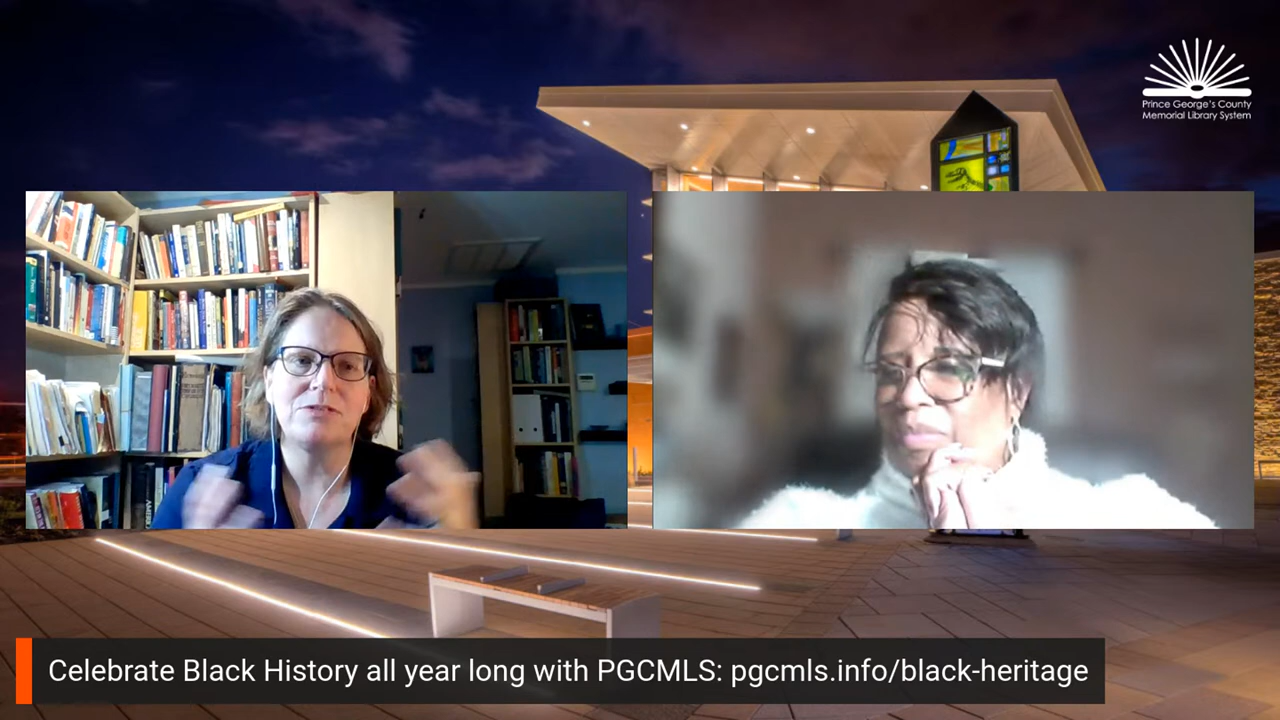 Prince George's County
Memorial Library System
Celebrate Black History all year long with PGCMLS: pgcmls.info/black-heritage